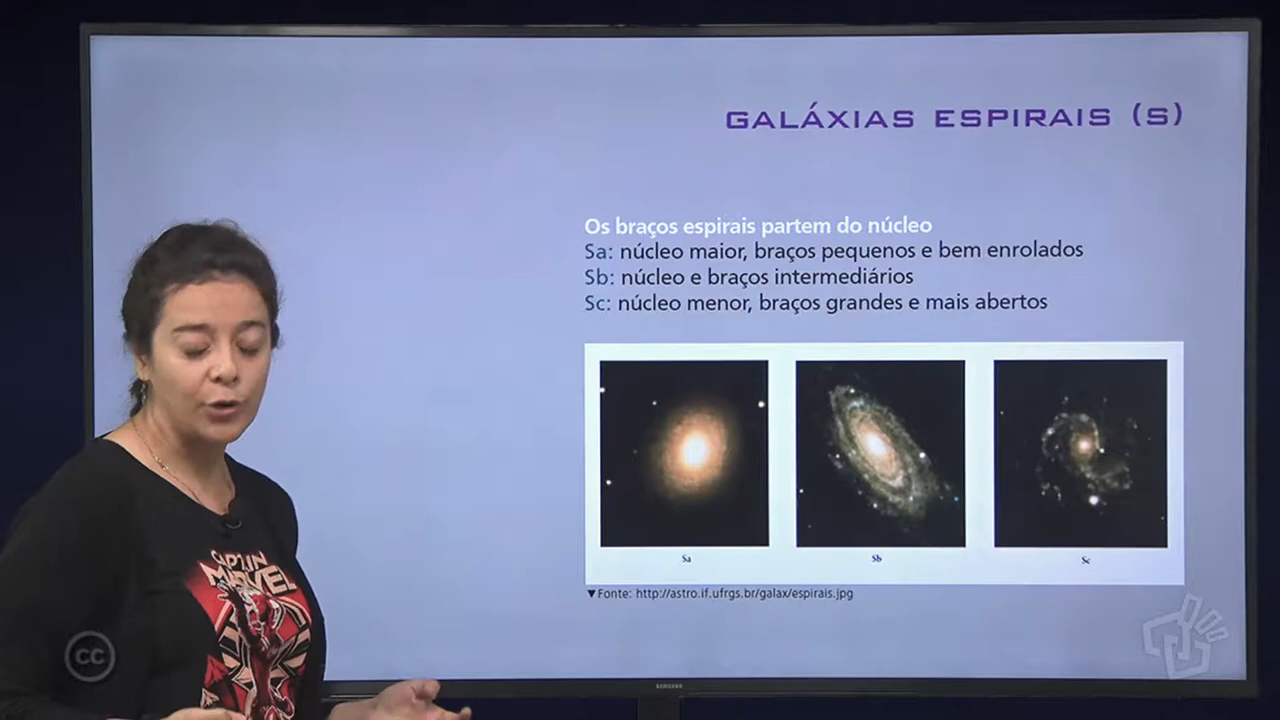 GALÁXIAS ESPIRAIS (S)
Os braços espirais partem do núcleo
Sa: núcleo maior, braços pequenos e bem enrolados
Sb: núcleo e braços intermediários
Sc: núcleo menor, braços grandes e mais abertos
Sa
Sb
Sc
▼Fonte: http://astro.if.ufrgs.br/galax/espirais.jpg
CAPTAIN
MARVEL
cc
SAMSUNG